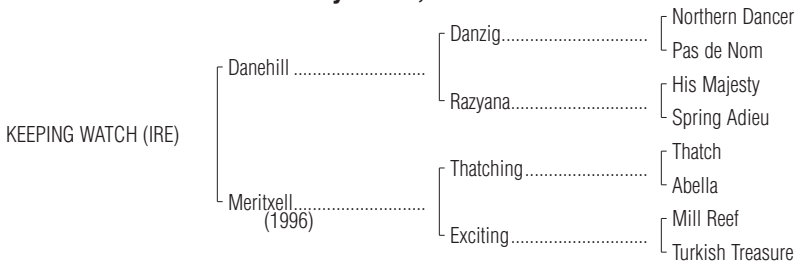 Northern Dancer
Danzig..............................
Pas de Nom
Danehill ...........................
His Majesty
Razyana............................
Spring Adieu
KEEPING WATCH (IRE)
Thatch
Thatching.........................
Abella
Meritxell...........................
(1996)
Mill Reef
Exciting............................
Turkish Treasure